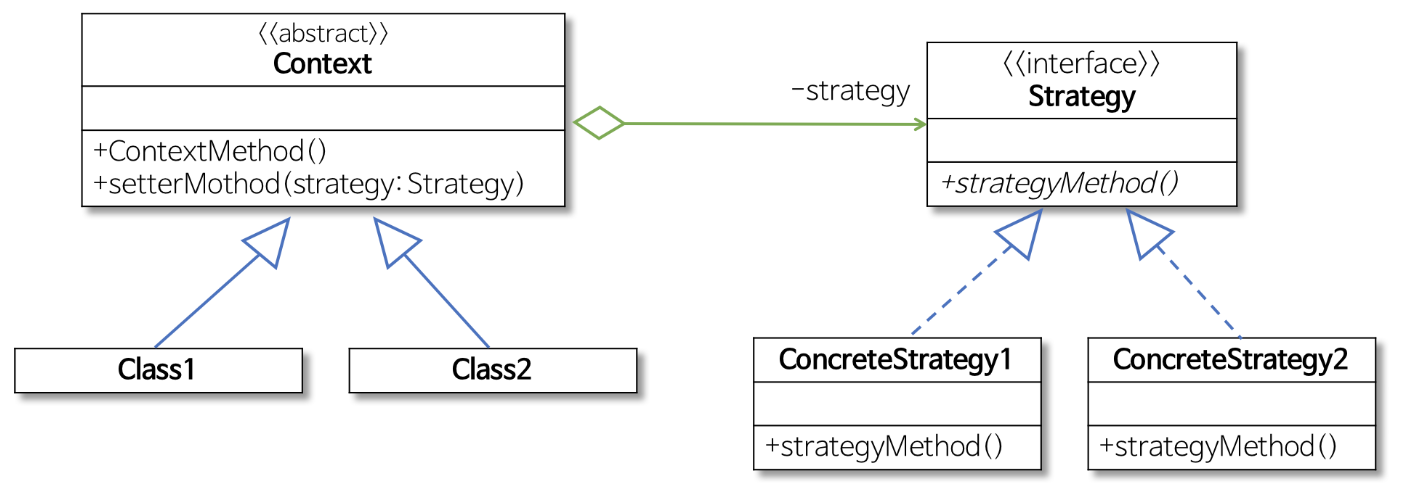 《abstract》
Context
+ContextMethod()
+setterMothod(strategy:Strategy)
-strategy
《interface》
Strategy
+strategyMethod()
Class1
Class2
ConcreteStrategy1
+strategyMethod()
ConcreteStrategy2
+strategyMethod()